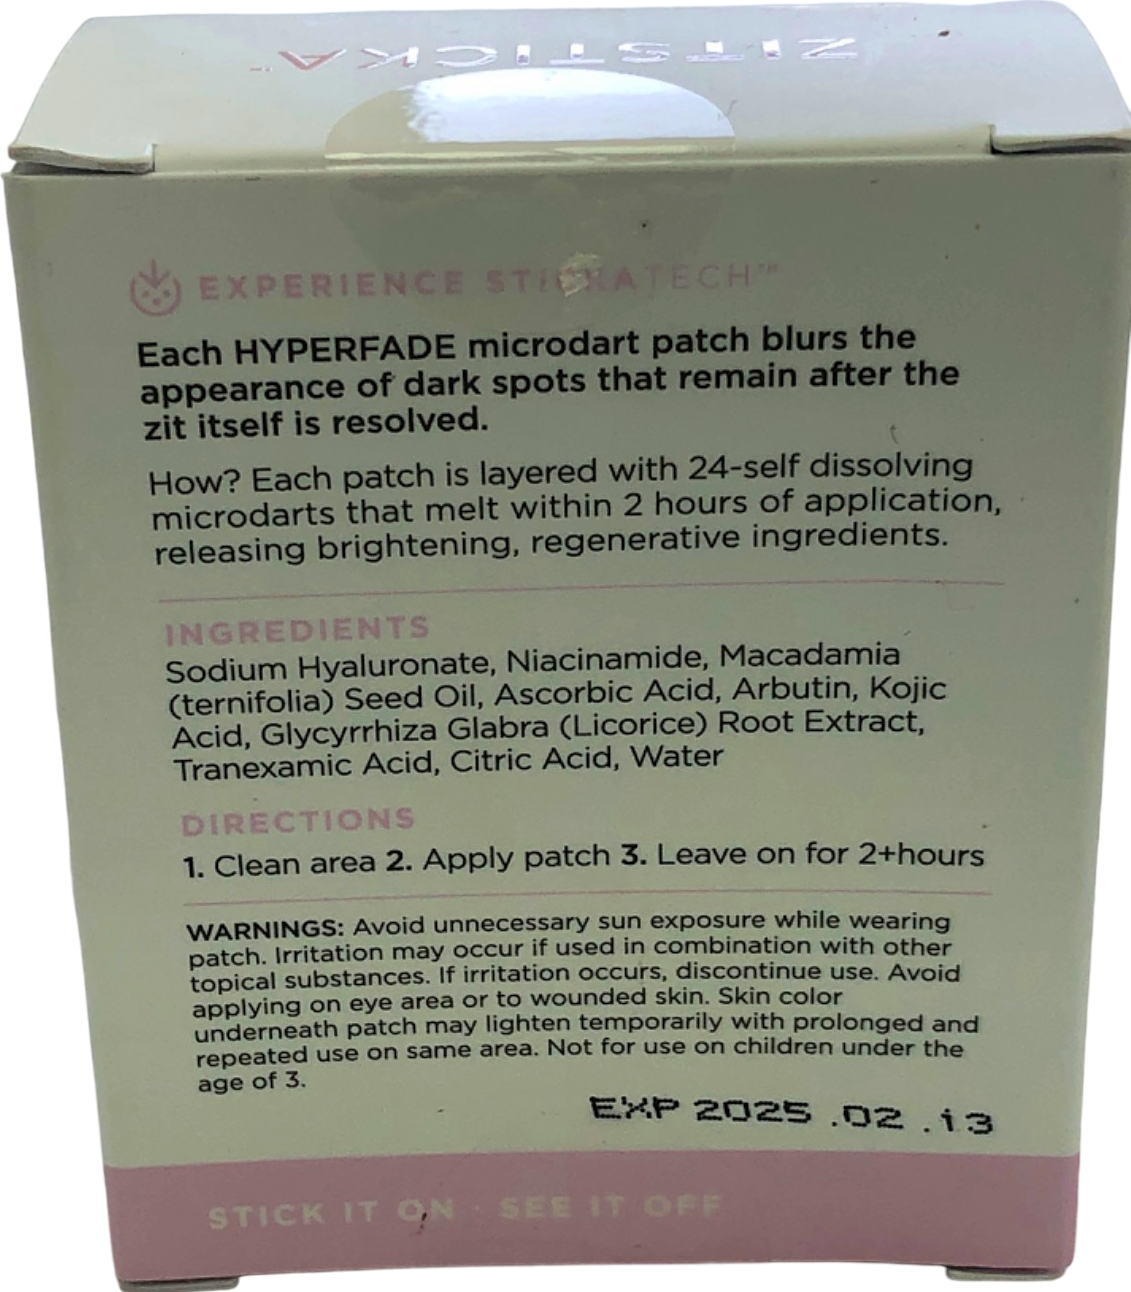 ZITSTICKA™
EXPERIENCE STICKATECH™
Each HYPERFADE microdart patch blurs the
appearance of dark spots that remain after the
zit itself is resolved.
How? Each patch is layered with 24-self dissolving
microdarts that melt within 2 hours of application,
releasing brightening, regenerative ingredients.
INGREDIENTS
Sodium Hyaluronate, Niacinamide, Macadamia
(ternifolia) Seed Oil, Ascorbic Acid, Arbutin, Kojic
Acid, Glycyrrhiza Glabra (Licorice) Root Extract,
Tranexamic Acid, Citric Acid, Water
DIRECTIONS
1. Clean area 2. Apply patch 3. Leave on for 2+hours
WARNINGS: Avoid unnecessary sun exposure while wearing
patch. Irritation may occur if used in combination with other
topical substances. If irritation occurs, discontinue use. Avoid
applying on eye area or to wounded skin. Skin color
underneath patch may lighten temporarily with prolonged and
repeated use on same area. Not for use on children under the
age of 3.
EXP 2025.02.13
STICK IT ON · SEE IT OFF